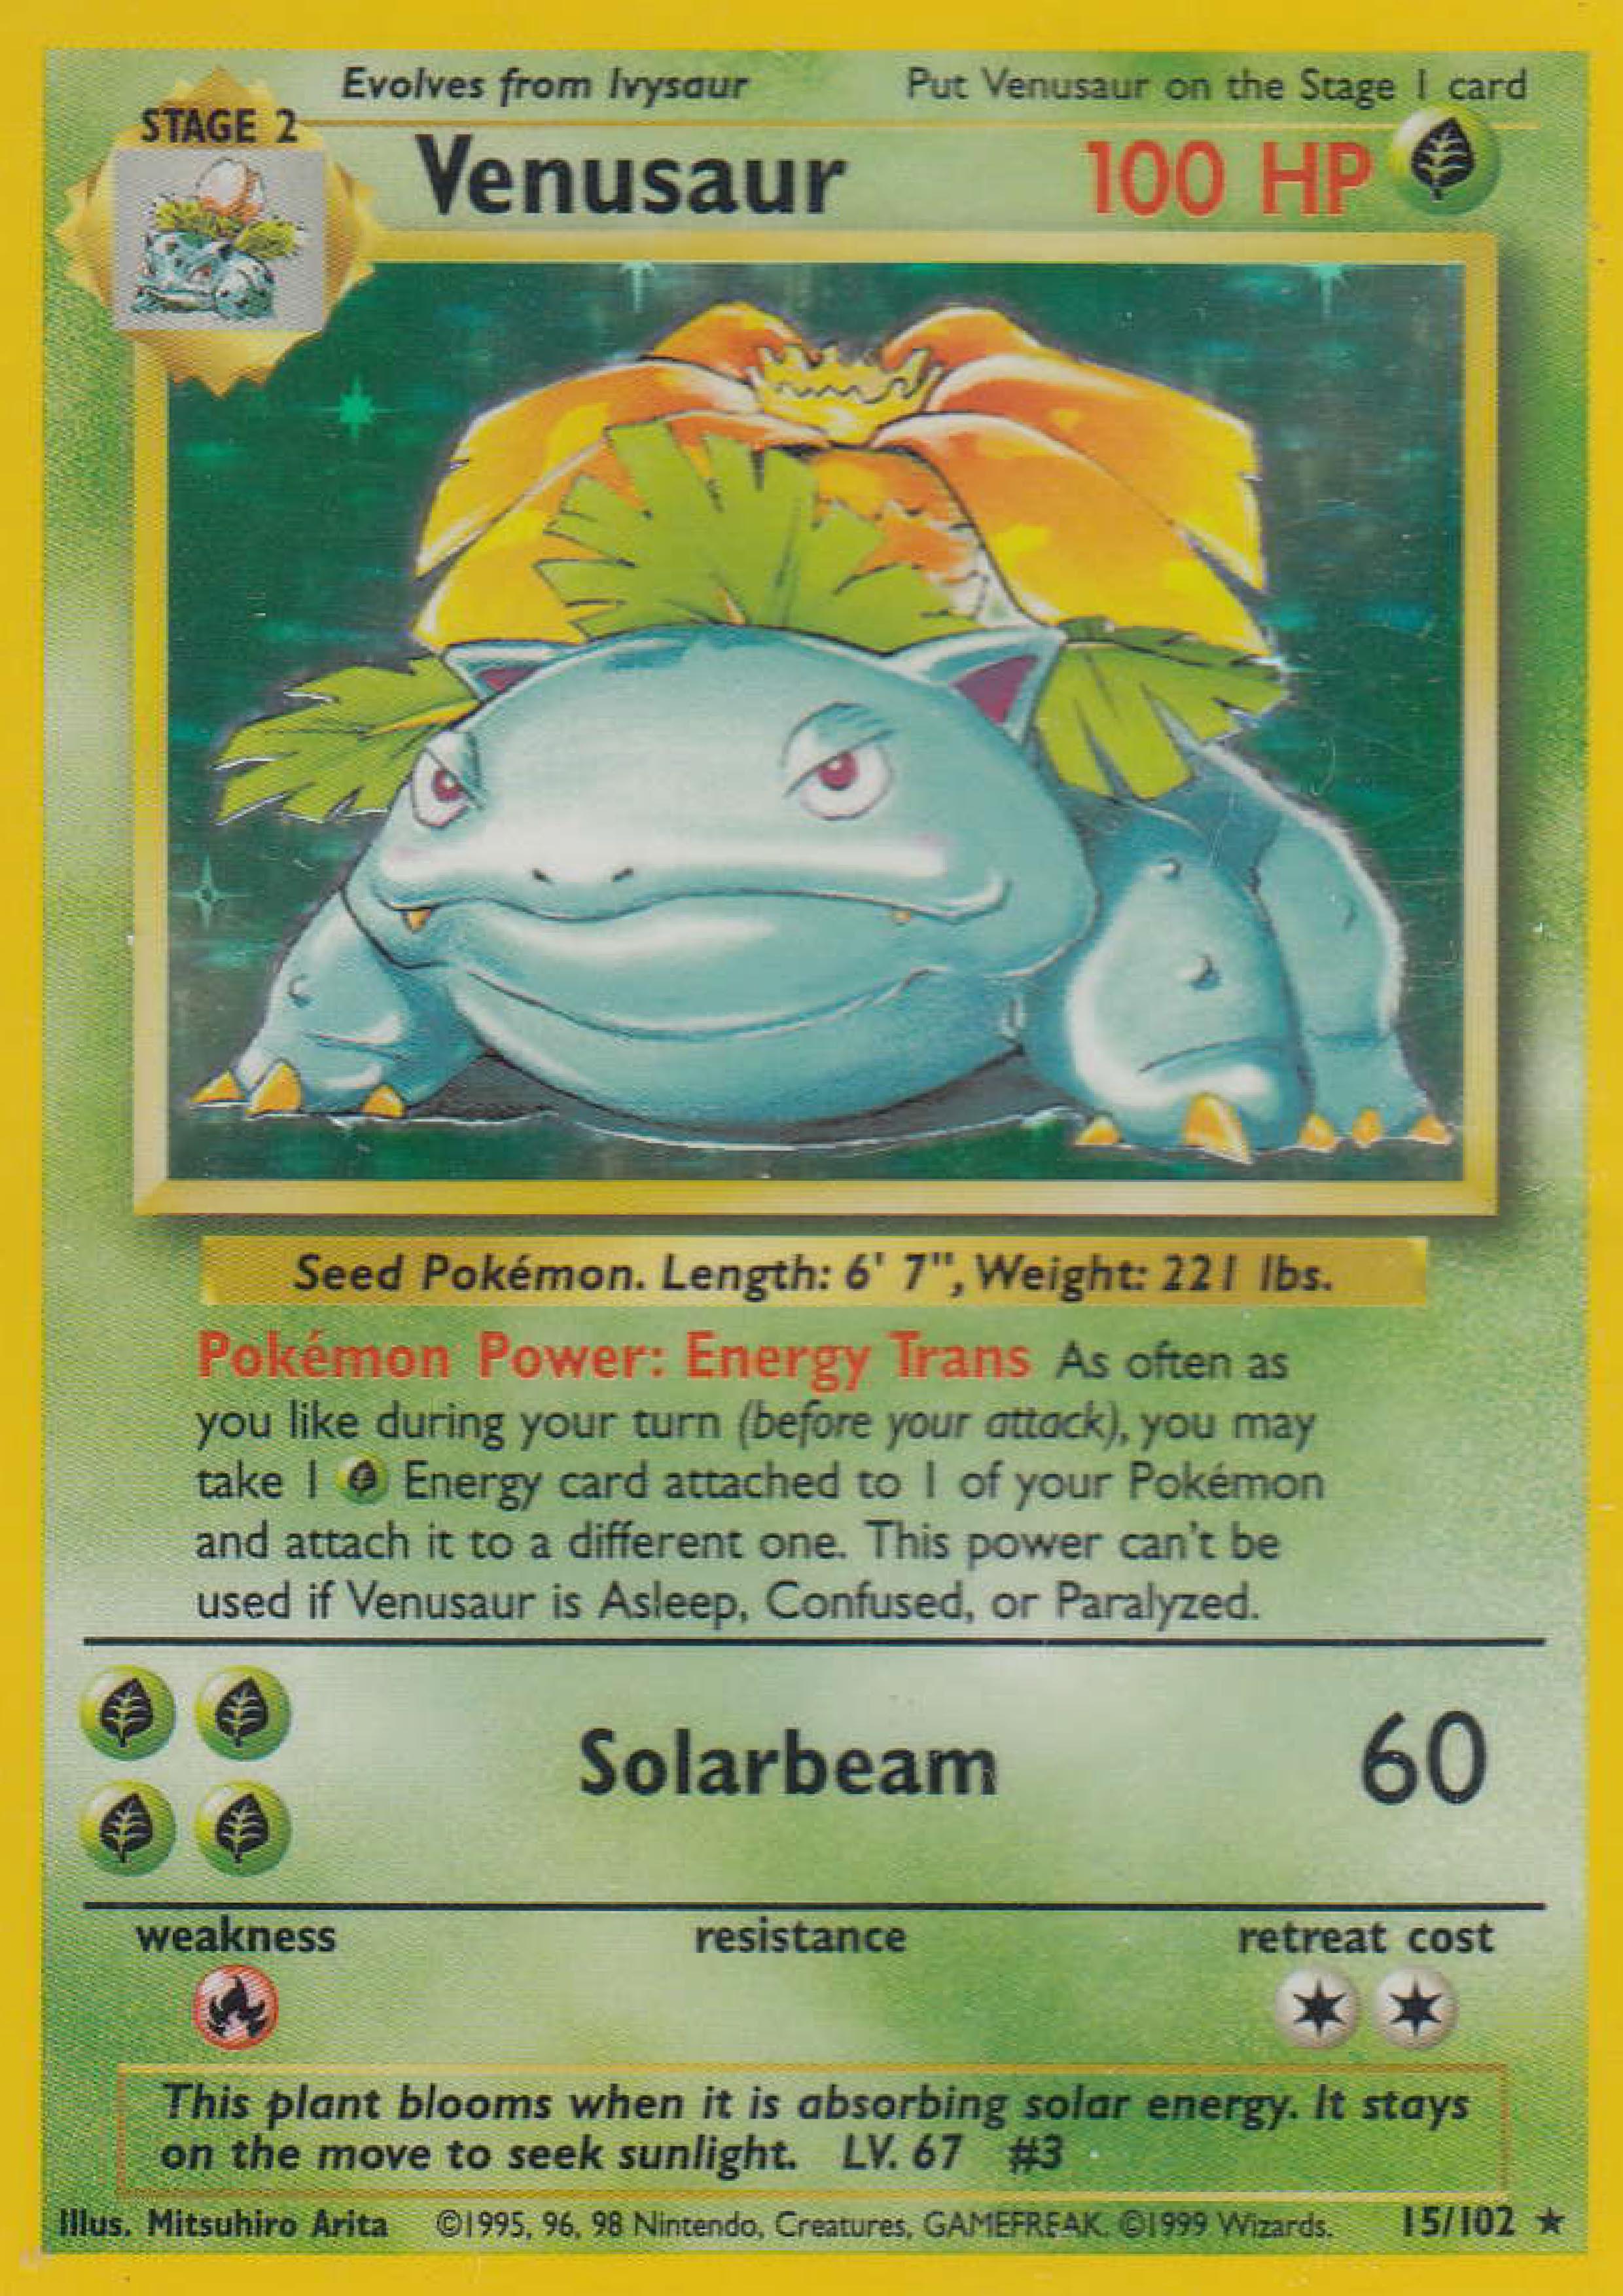 Evolves from Ivysaur Put Venusaur on the Stage 1 card
STAGE 2
Venusaur 100 HP
Seed Pokémon. Length: 6' 7", Weight: 221 lbs.
Pokémon Power: Energy Trans As often as
you like during your turn (before your attack), you may
take 1 Energy card attached to 1 of your Pokémon
and attach it to a different one. This power can't be
used if Venusaur is Asleep, Confused, or Paralyzed.
Solarbeam 60
weakness resistance retreat cost
This plant blooms when it is absorbing solar energy. It stays
on the move to seek sunlight. LV. 67 #3
Illus. Mitsuhiro Arita ©1995, 96, 98 Nintendo, Creatures, GAMEFREAK. ©1999 Wizards. 15/102 ★